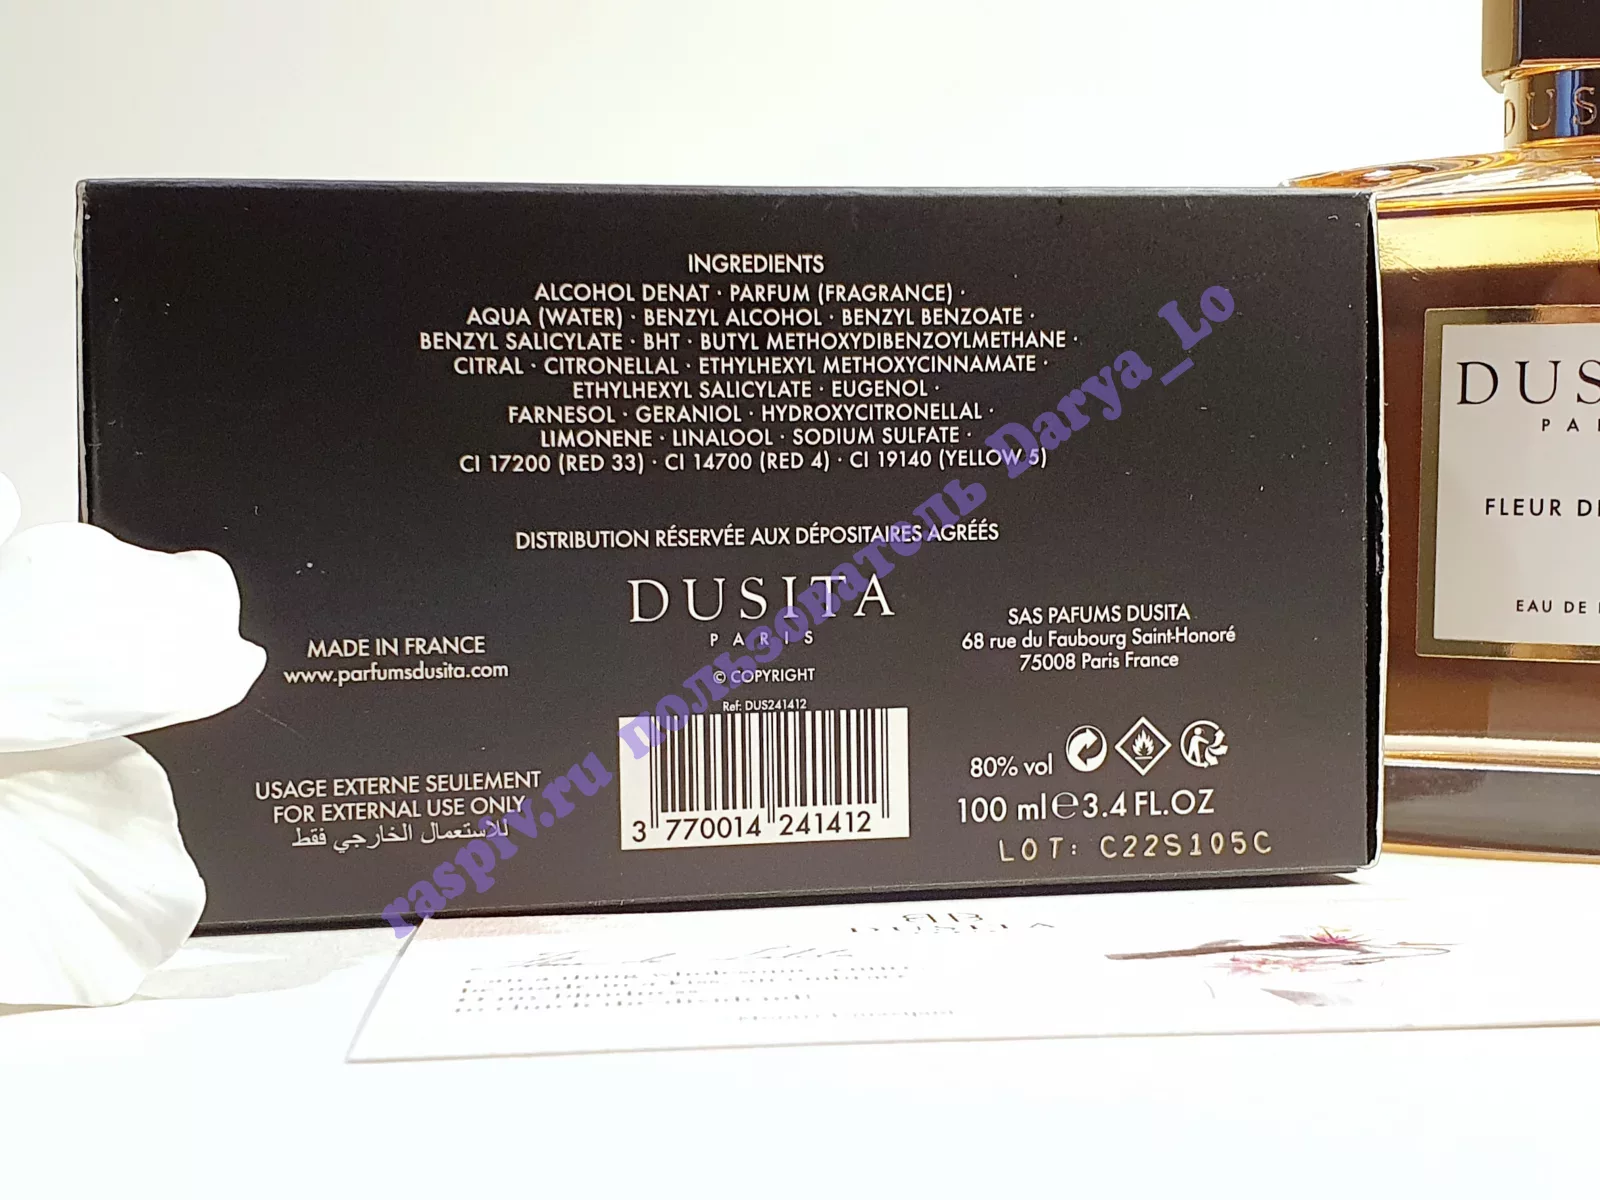 INGREDIENTS
ALCOHOL DENAT · PARFUM (FRAGRANCE) ·
AQUA (WATER) · BENZYL ALCOHOL · BENZYL BENZOATE ·
BENZYL SALICYLATE · BHT · BUTYL METHOXYDIBENZOYLMETHANE ·
CITRAL · CITRONELLAL · ETHYLHEXYL METHOXYCINNAMATE ·
ETHYLHEXYL SALICYLATE · EUGENOL ·
FARNESOL · GERANIOL · HYDROXYCITRONELLAL ·
LIMONENE · LINALOOL · SODIUM SULFATE ·
CI 17200 (RED 33) · CI 14700 (RED 4) · CI 19140 (YELLOW 5)
DISTRIBUTION RÉSERVÉE AUX DÉPOSITAIRES AGRÉÉS
DUSITA
PARIS
© COPYRIGHT
Ref: DUS241412
3 770014 241412
MADE IN FRANCE
www.parfumsdusita.com
USAGE EXTERNE SEULEMENT
FOR EXTERNAL USE ONLY
للاستعمال الخارجي فقط
SAS PAFUMS DUSITA
68 rue du Faubourg Saint-Honoré
75008 Paris France
80% vol
100 ml ℮ 3.4 FL.OZ
LOT: C22S105C
raspiv.ru пользователь Darya_Lo
DUS
DUS
PA
FLEUR DE
EAU DE
DUSITA